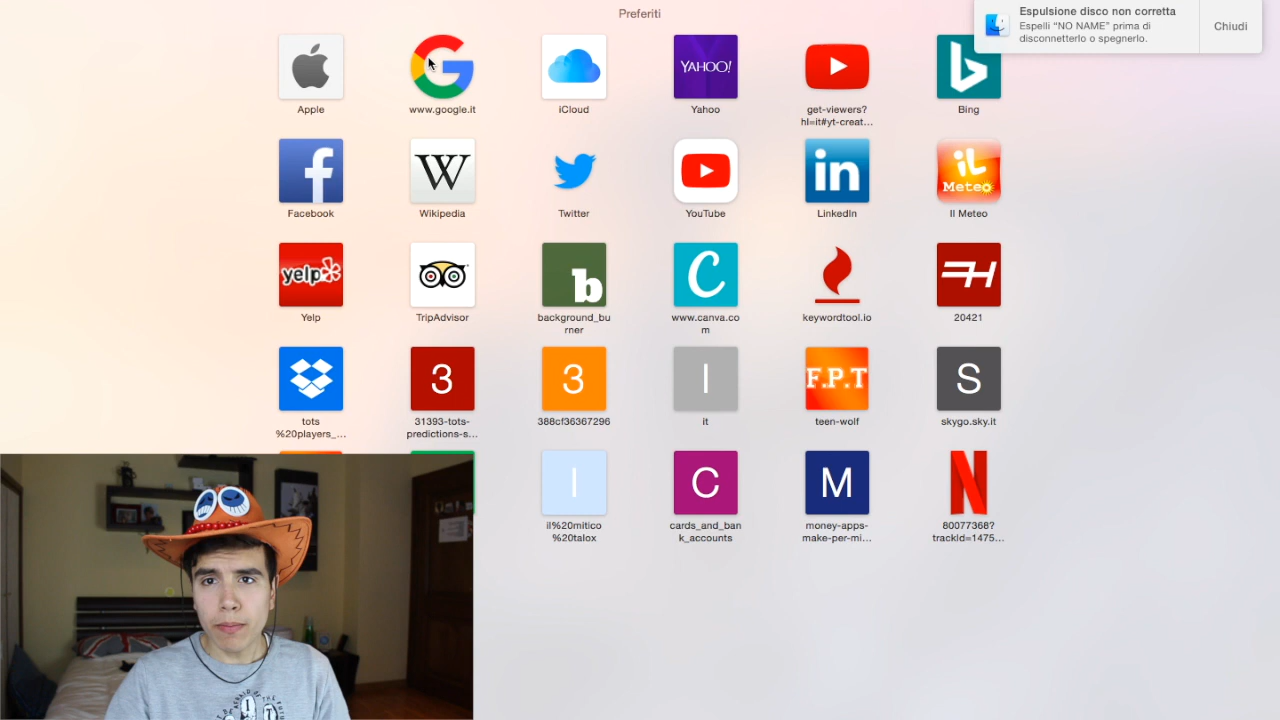 Preferiti
Espulsione disco non corretta
Espelli “NO NAME” prima di
disconnetterlo o spegnerlo.
Chiudi
YAHOO!
Apple
www.google.it
iCloud
Yahoo
get-viewers?
hl=it#yt-creat...
Bing
f
W
in
iL
Meteo
Facebook
Wikipedia
Twitter
YouTube
LinkedIn
Il Meteo
yelp
b
C
Yelp
TripAdvisor
background_bu
rner
www.canva.co
m
keywordtool.io
20421
3
3
I
F.P.T
S
tots
%20players_...
31393-tots-
predictions-s...
388cf36367296
it
teen-wolf
skygo.sky.it
I
C
M
N
il%20mitico
%20talox
cards_and_ban
k_accounts
money-apps-
make-per-mi...
80077368?
trackId=1475...